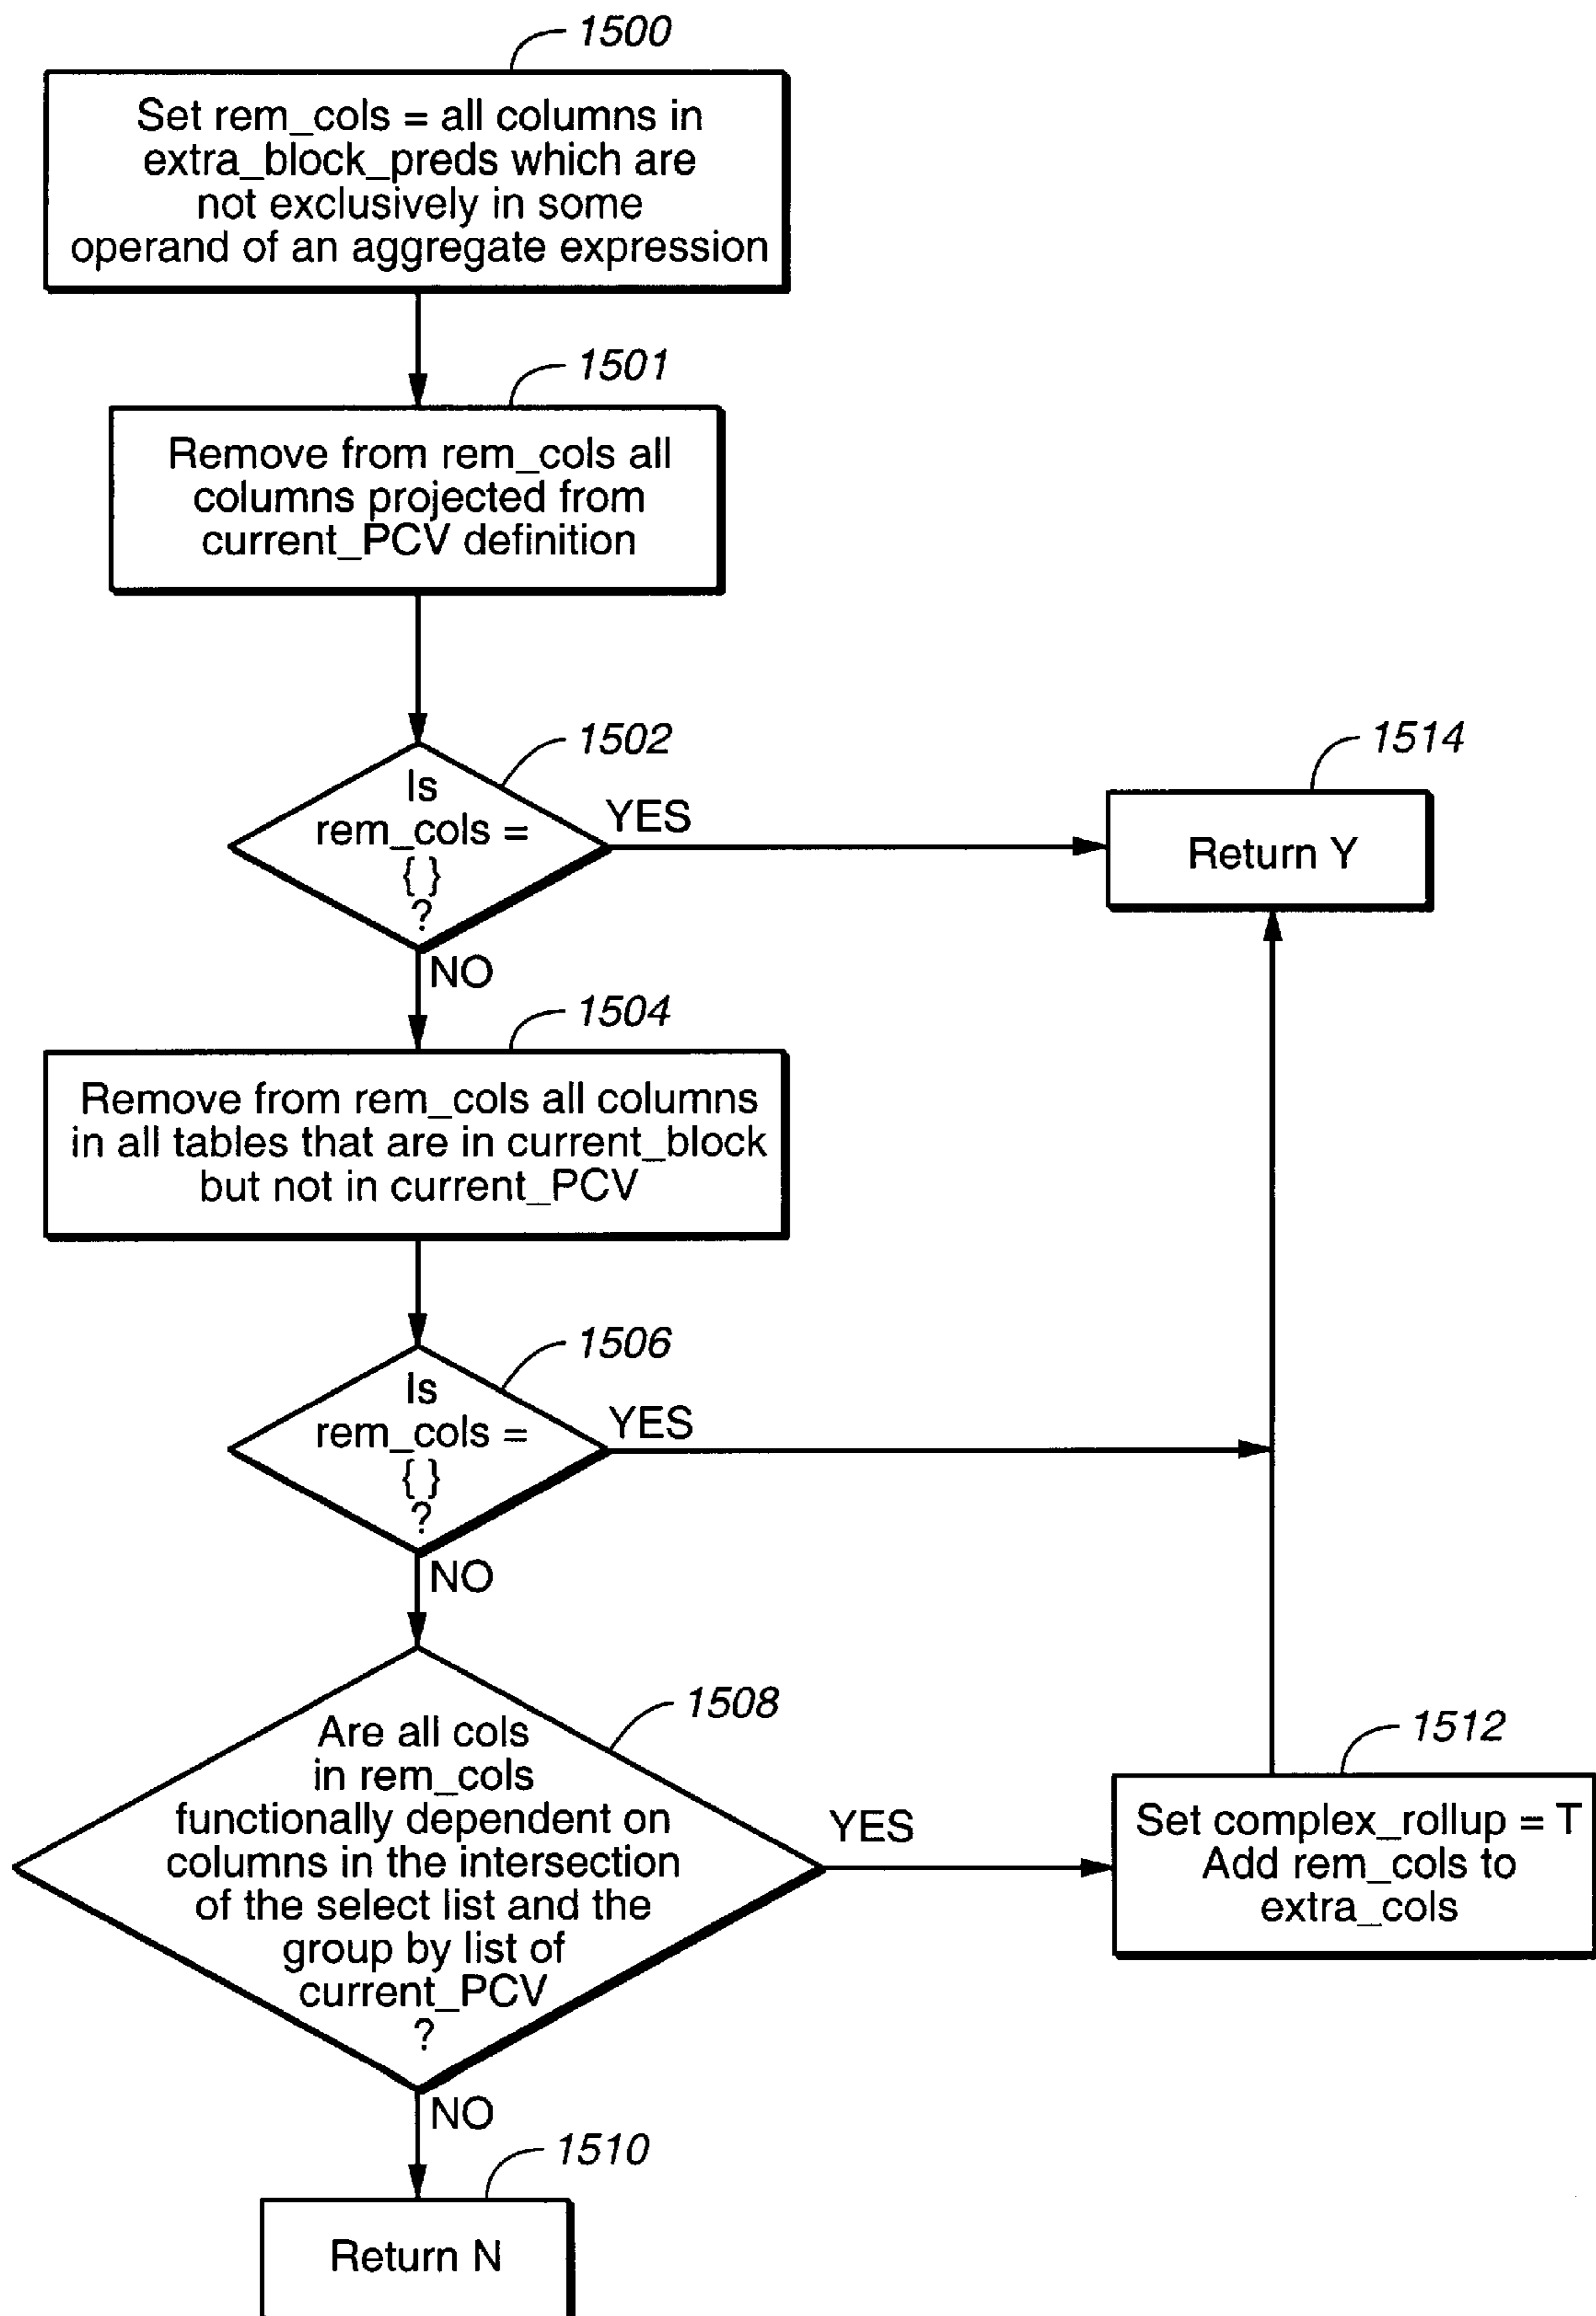 1500
Set rem_cols = all columns in
extra_block_preds which are
not exclusively in some
operand of an aggregate expression
1501
Remove from rem_cols all
columns projected from
current_PCV definition
1502
Is
rem_cols =
{ }
?
YES
NO
1514
Return Y
1504
Remove from rem_cols all columns
in all tables that are in current_block
but not in current_PCV
1506
Is
rem_cols =
{ }
?
YES
NO
1508
Are all cols
in rem_cols
functionally dependent on
columns in the intersection
of the select list and the
group by list of
current_PCV
?
YES
NO
1512
Set complex_rollup = T
Add rem_cols to
extra_cols
1510
Return N